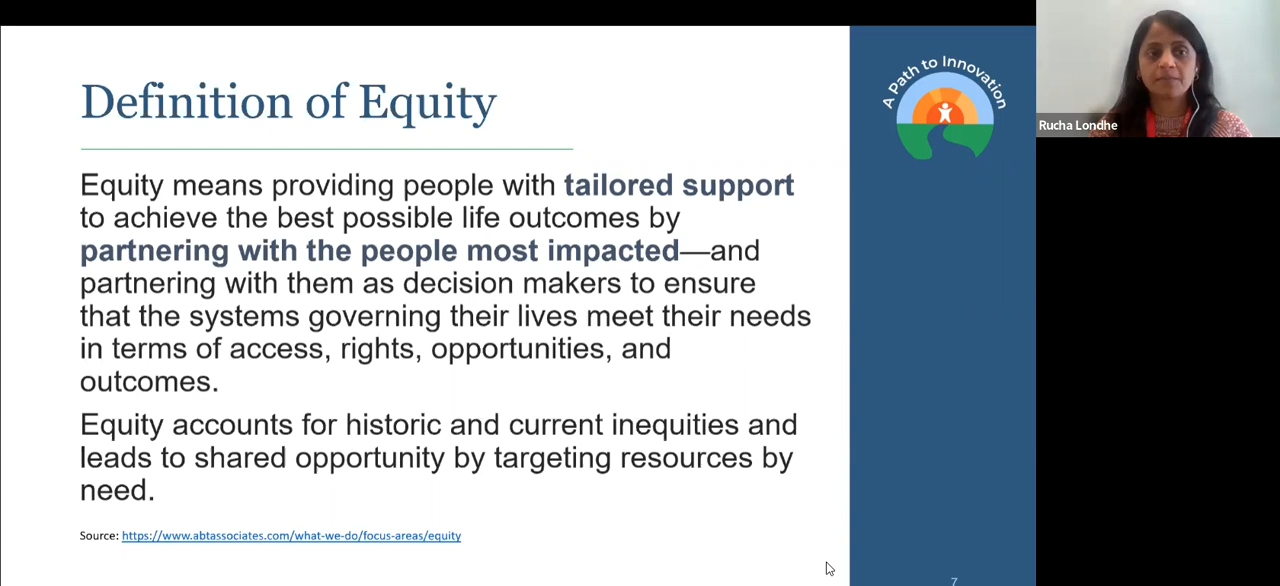 Definition of Equity
Equity means providing people with tailored support
to achieve the best possible life outcomes by
partnering with the people most impacted—and
partnering with them as decision makers to ensure
that the systems governing their lives meet their needs
in terms of access, rights, opportunities, and
outcomes.
Equity accounts for historic and current inequities and
leads to shared opportunity by targeting resources by
need.
Source: https://www.abtassociates.com/what-we-do/focus-areas/equity
A Path to Innovation
7
Rucha Londhe